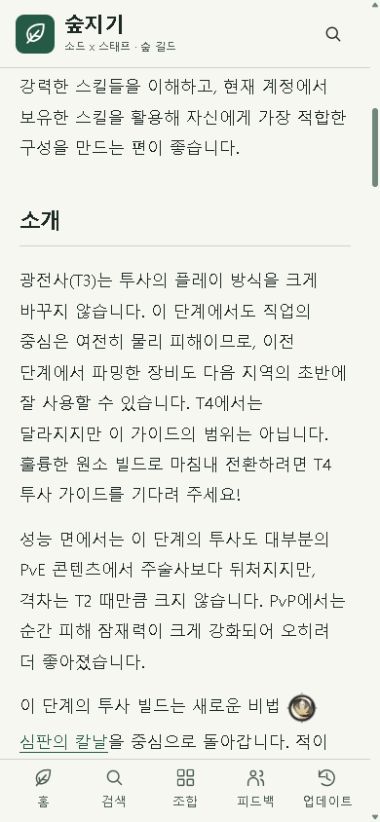 숲지기
소드 x 스태프 · 숲 길드
강력한 스킬들을 이해하고, 현재 계정에서
보유한 스킬을 활용해 자신에게 가장 적합한
구성을 만드는 편이 좋습니다.
소개
광전사(T3)는 투사의 플레이 방식을 크게
바꾸지 않습니다. 이 단계에서도 직업의
중심은 여전히 물리 피해이므로, 이전
단계에서 파밍한 장비도 다음 지역의 초반에
잘 사용할 수 있습니다. T4에서는
달라지지만 이 가이드의 범위는 아닙니다.
훌륭한 원소 빌드로 마침내 전환하려면 T4
투사 가이드를 기다려 주세요!
성능 면에서는 이 단계의 투사도 대부분의
PvE 콘텐츠에서 주술사보다 뒤처지지만,
격차는 T2 때만큼 크지 않습니다. PvP에서는
순간 피해 잠재력이 크게 강화되어 오히려
더 좋아졌습니다.
이 단계의 투사 빌드는 새로운 비법
심판의 칼날을 중심으로 돌아갑니다. 적이
홈
검색
조합
피드백
업데이트